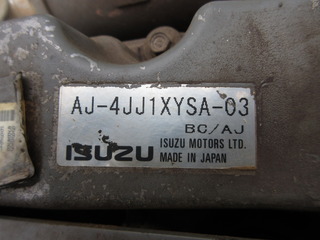 AJ-4JJ1XYSA-03
BC/AJ
ISUZU ISUZU MOTORS LTD.
MADE IN JAPAN